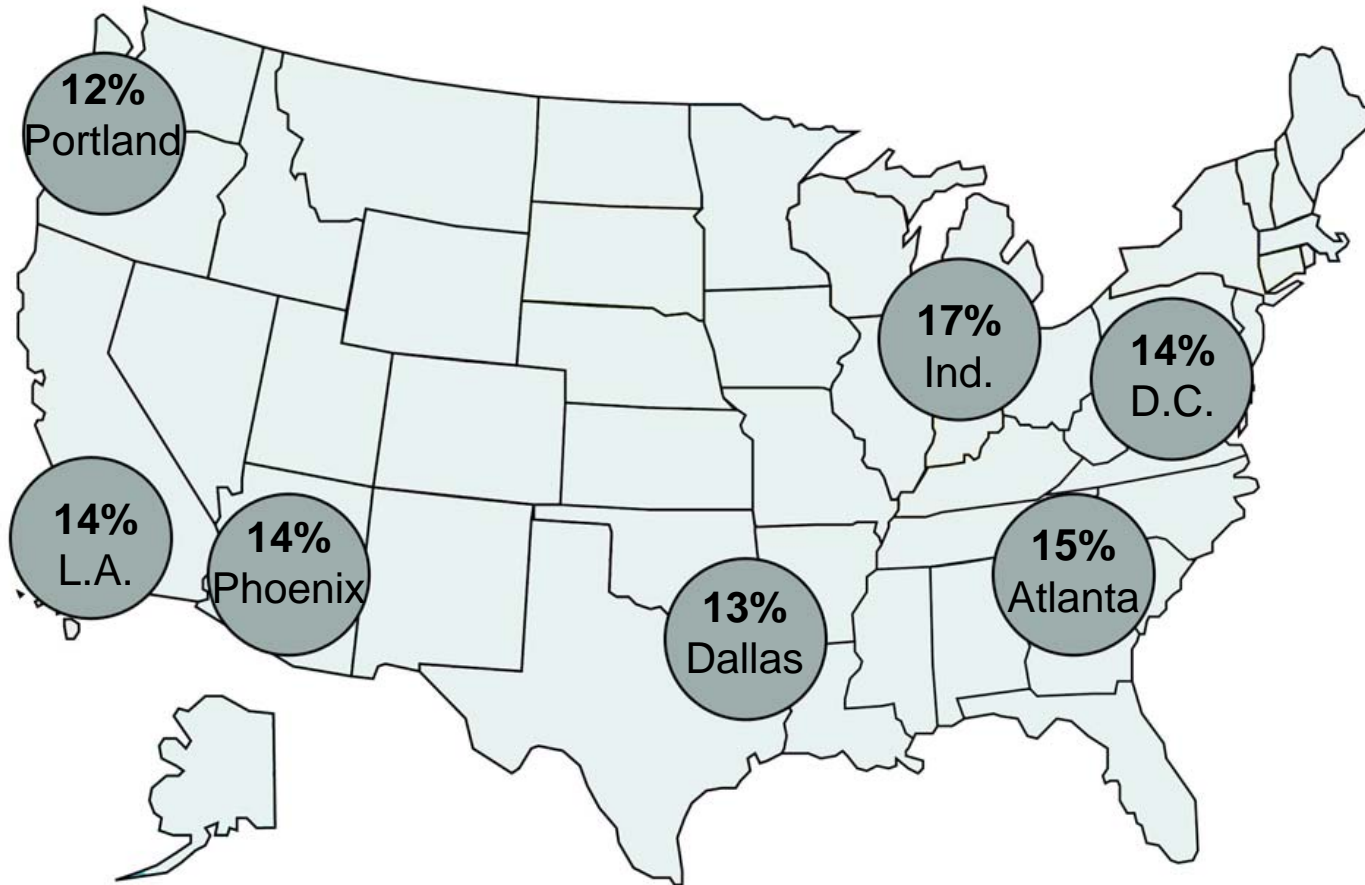 12%
Portland
17%
Ind.
14%
D.C.
14%
L.A.
14%
Phoenix
15%
Atlanta
13%
Dallas